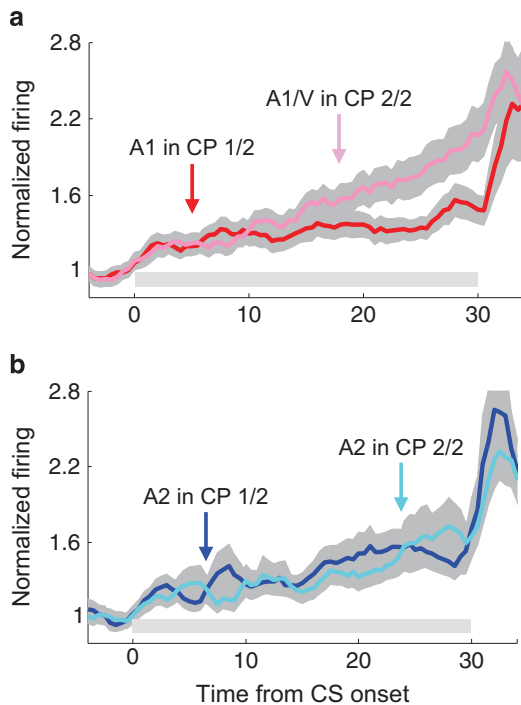 a
2.8
2.2
1.6
1
Normalized firing
A1/V in CP 2/2
A1 in CP 1/2
0
10
20
30
b
2.8
2.2
1.6
1
Normalized firing
A2 in CP 2/2
A2 in CP 1/2
0
10
20
30
Time from CS onset